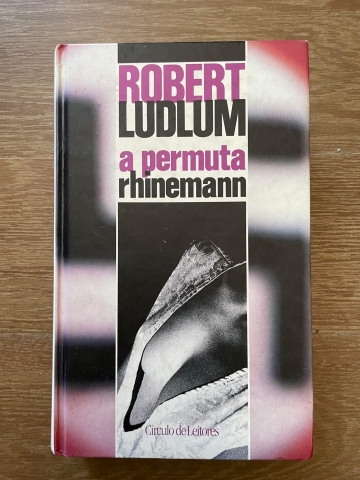 ROBERT
LUDLUM
a permuta
rhinemann
Círculo de Leitores